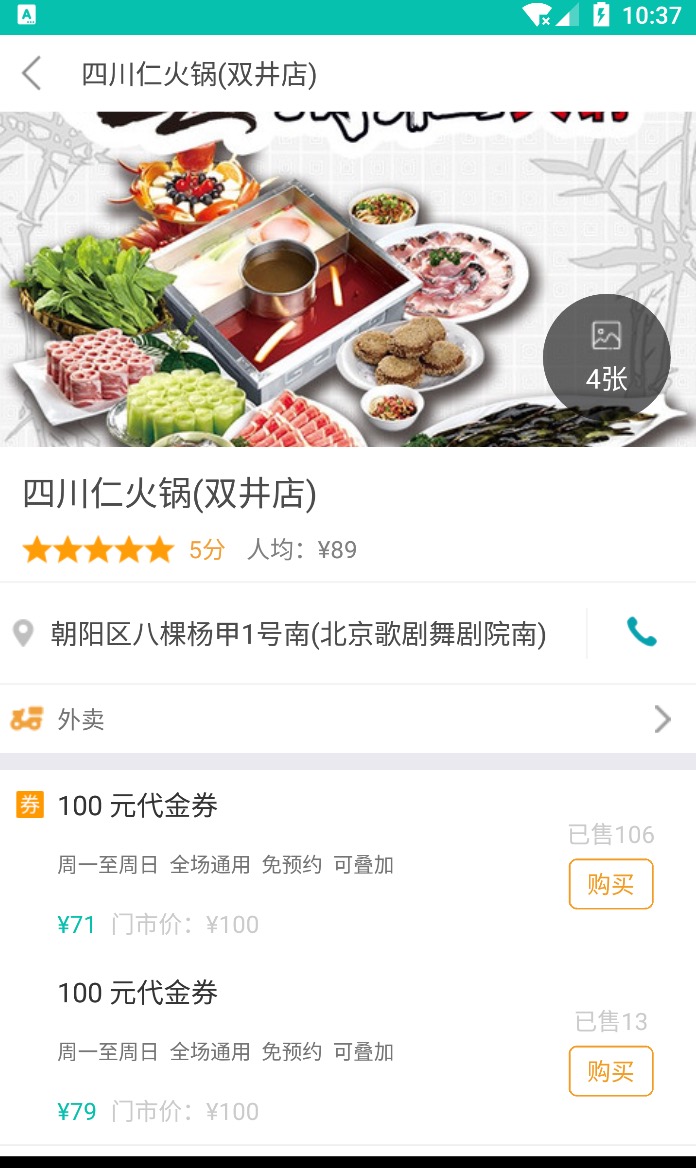 10:37
四川仁火锅(双井店)
4张
四川仁火锅(双井店)
5分 人均：¥89
朝阳区八棵杨甲1号南(北京歌剧舞剧院南)
外卖
券 100 元代金券
已售106
周一至周日 全场通用 免预约 可叠加
购买
¥71 门市价：¥100
100 元代金券
已售13
周一至周日 全场通用 免预约 可叠加
购买
¥79 门市价：¥100